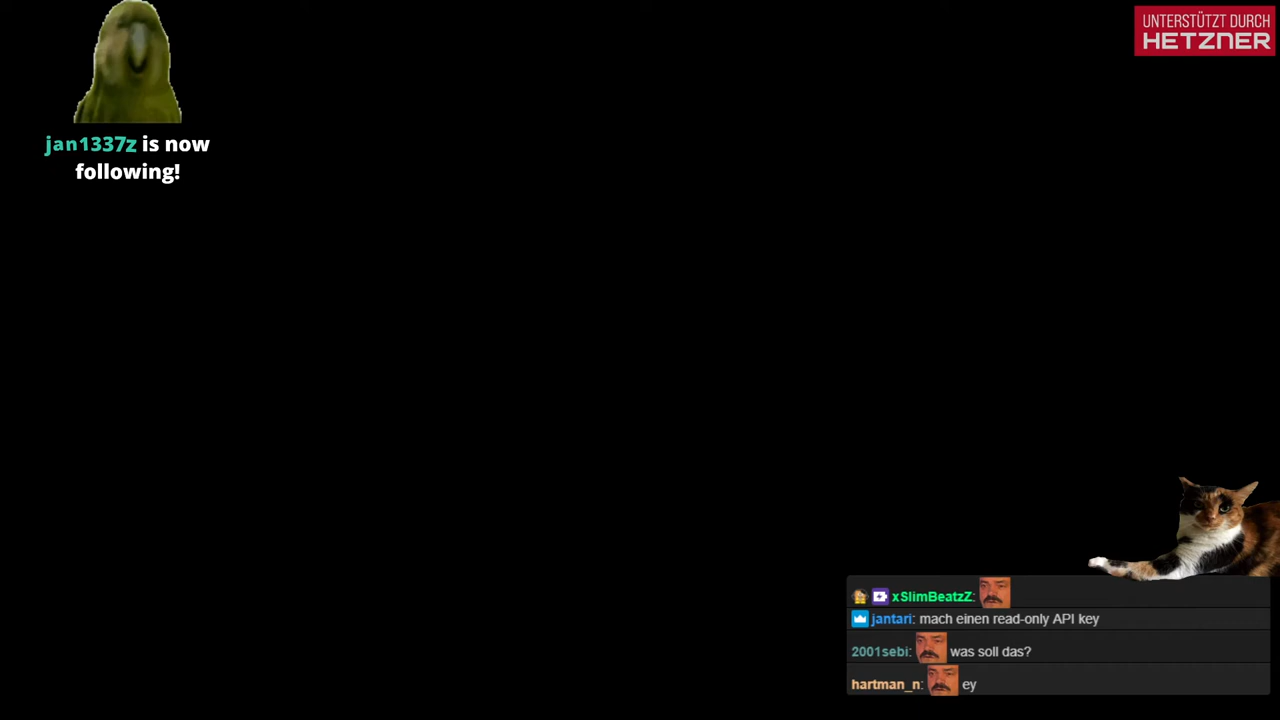 UNTERSTÜTZT DURCH
HETZNER
jan1337z is now
following!
xSlimBeatzZ:
jantari: mach einen read-only API key
2001sebi: was soll das?
hartman_n: ey